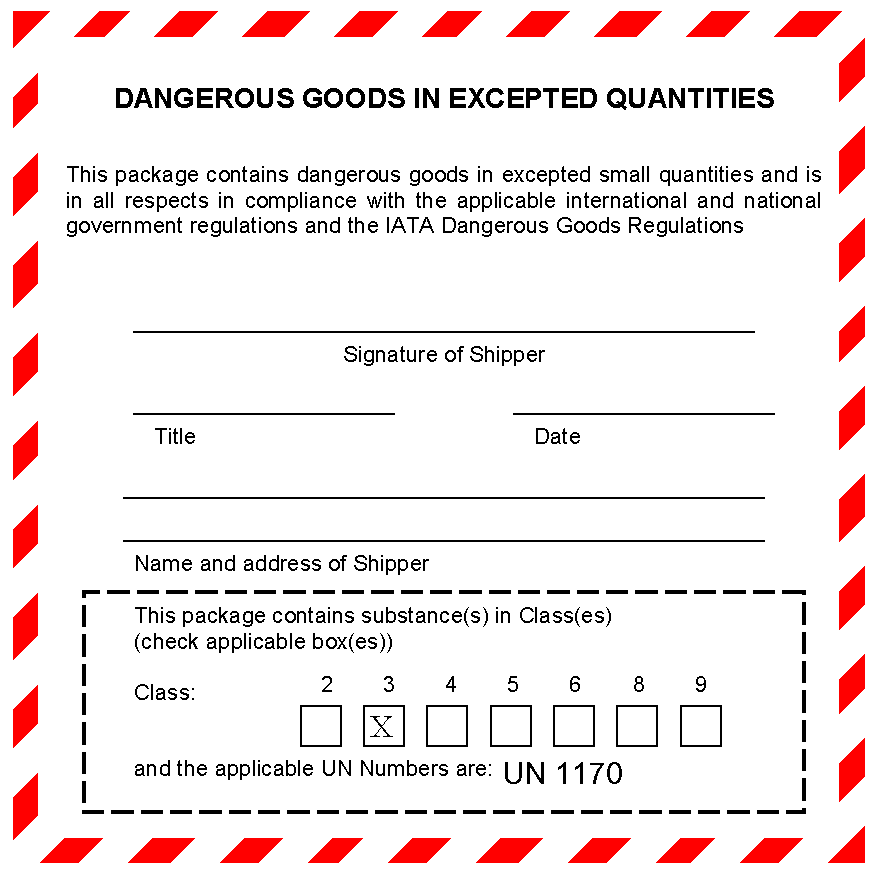 DANGEROUS GOODS IN EXCEPTED QUANTITIES
This package contains dangerous goods in excepted small quantities and is
in all respects in compliance with the applicable international and national
government regulations and the IATA Dangerous Goods Regulations
Signature of Shipper
Title Date
Name and address of Shipper
This package contains substance(s) in Class(es)
(check applicable box(es))
Class: 2 3 4 5 6 8 9
X
and the applicable UN Numbers are: UN 1170